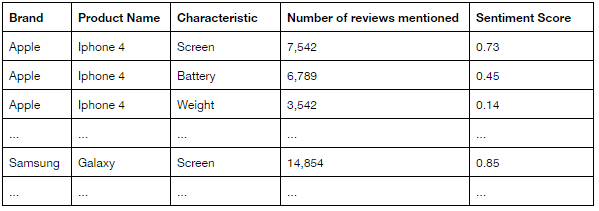 Brand Product Name Characteristic Number of reviews mentioned Sentiment Score
Apple Iphone 4 Screen 7,542 0.73
Apple Iphone 4 Battery 6,789 0.45
Apple Iphone 4 Weight 3,542 0.14
... ... ... ... ...
Samsung Galaxy Screen 14,854 0.85
... ... ... ... ...